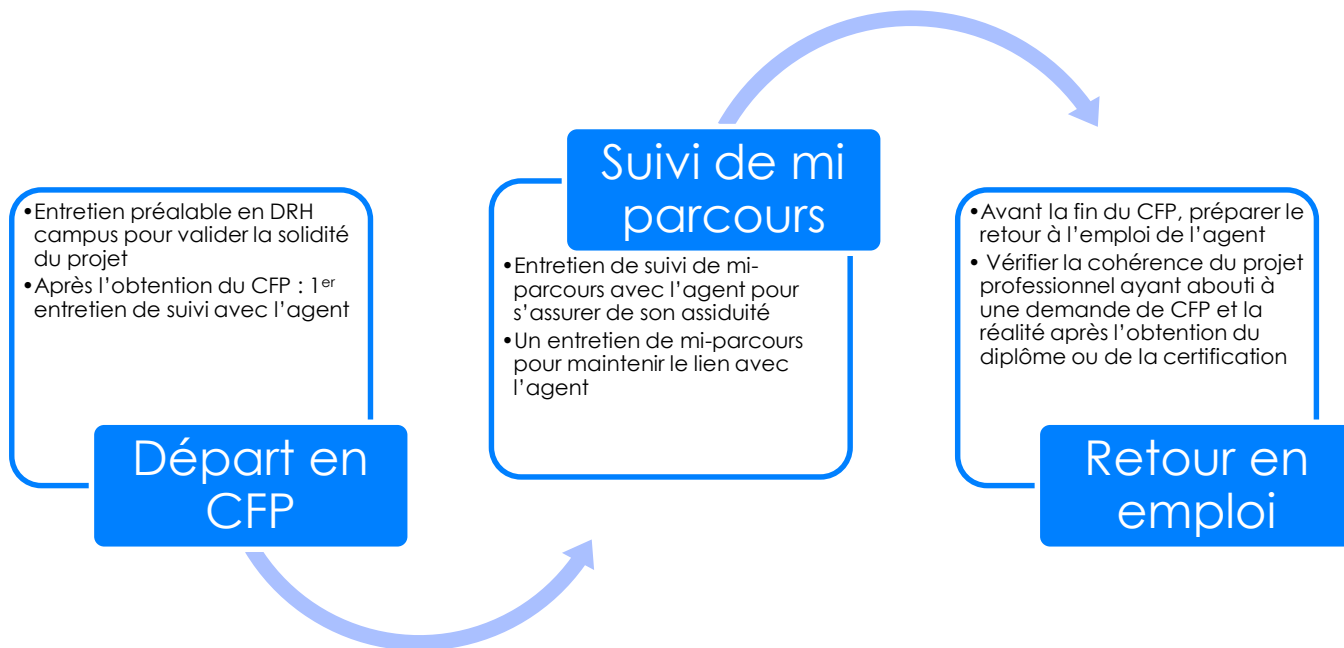 •Entretien préalable en DRH
campus pour valider la solidité
du projet
•Après l’obtention du CFP : 1er
entretien de suivi avec l’agent
Départ en
CFP
Suivi de mi
parcours
•Entretien de suivi de mi-
parcours avec l’agent pour
s’assurer de son assiduité
•Un entretien de mi-parcours
pour maintenir le lien avec
l’agent
•Avant la fin du CFP, préparer le
retour à l’emploi de l’agent
• Vérifier la cohérence du projet
professionnel ayant abouti à
une demande de CFP et la
réalité après l’obtention du
diplôme ou de la certification
Retour en
emploi